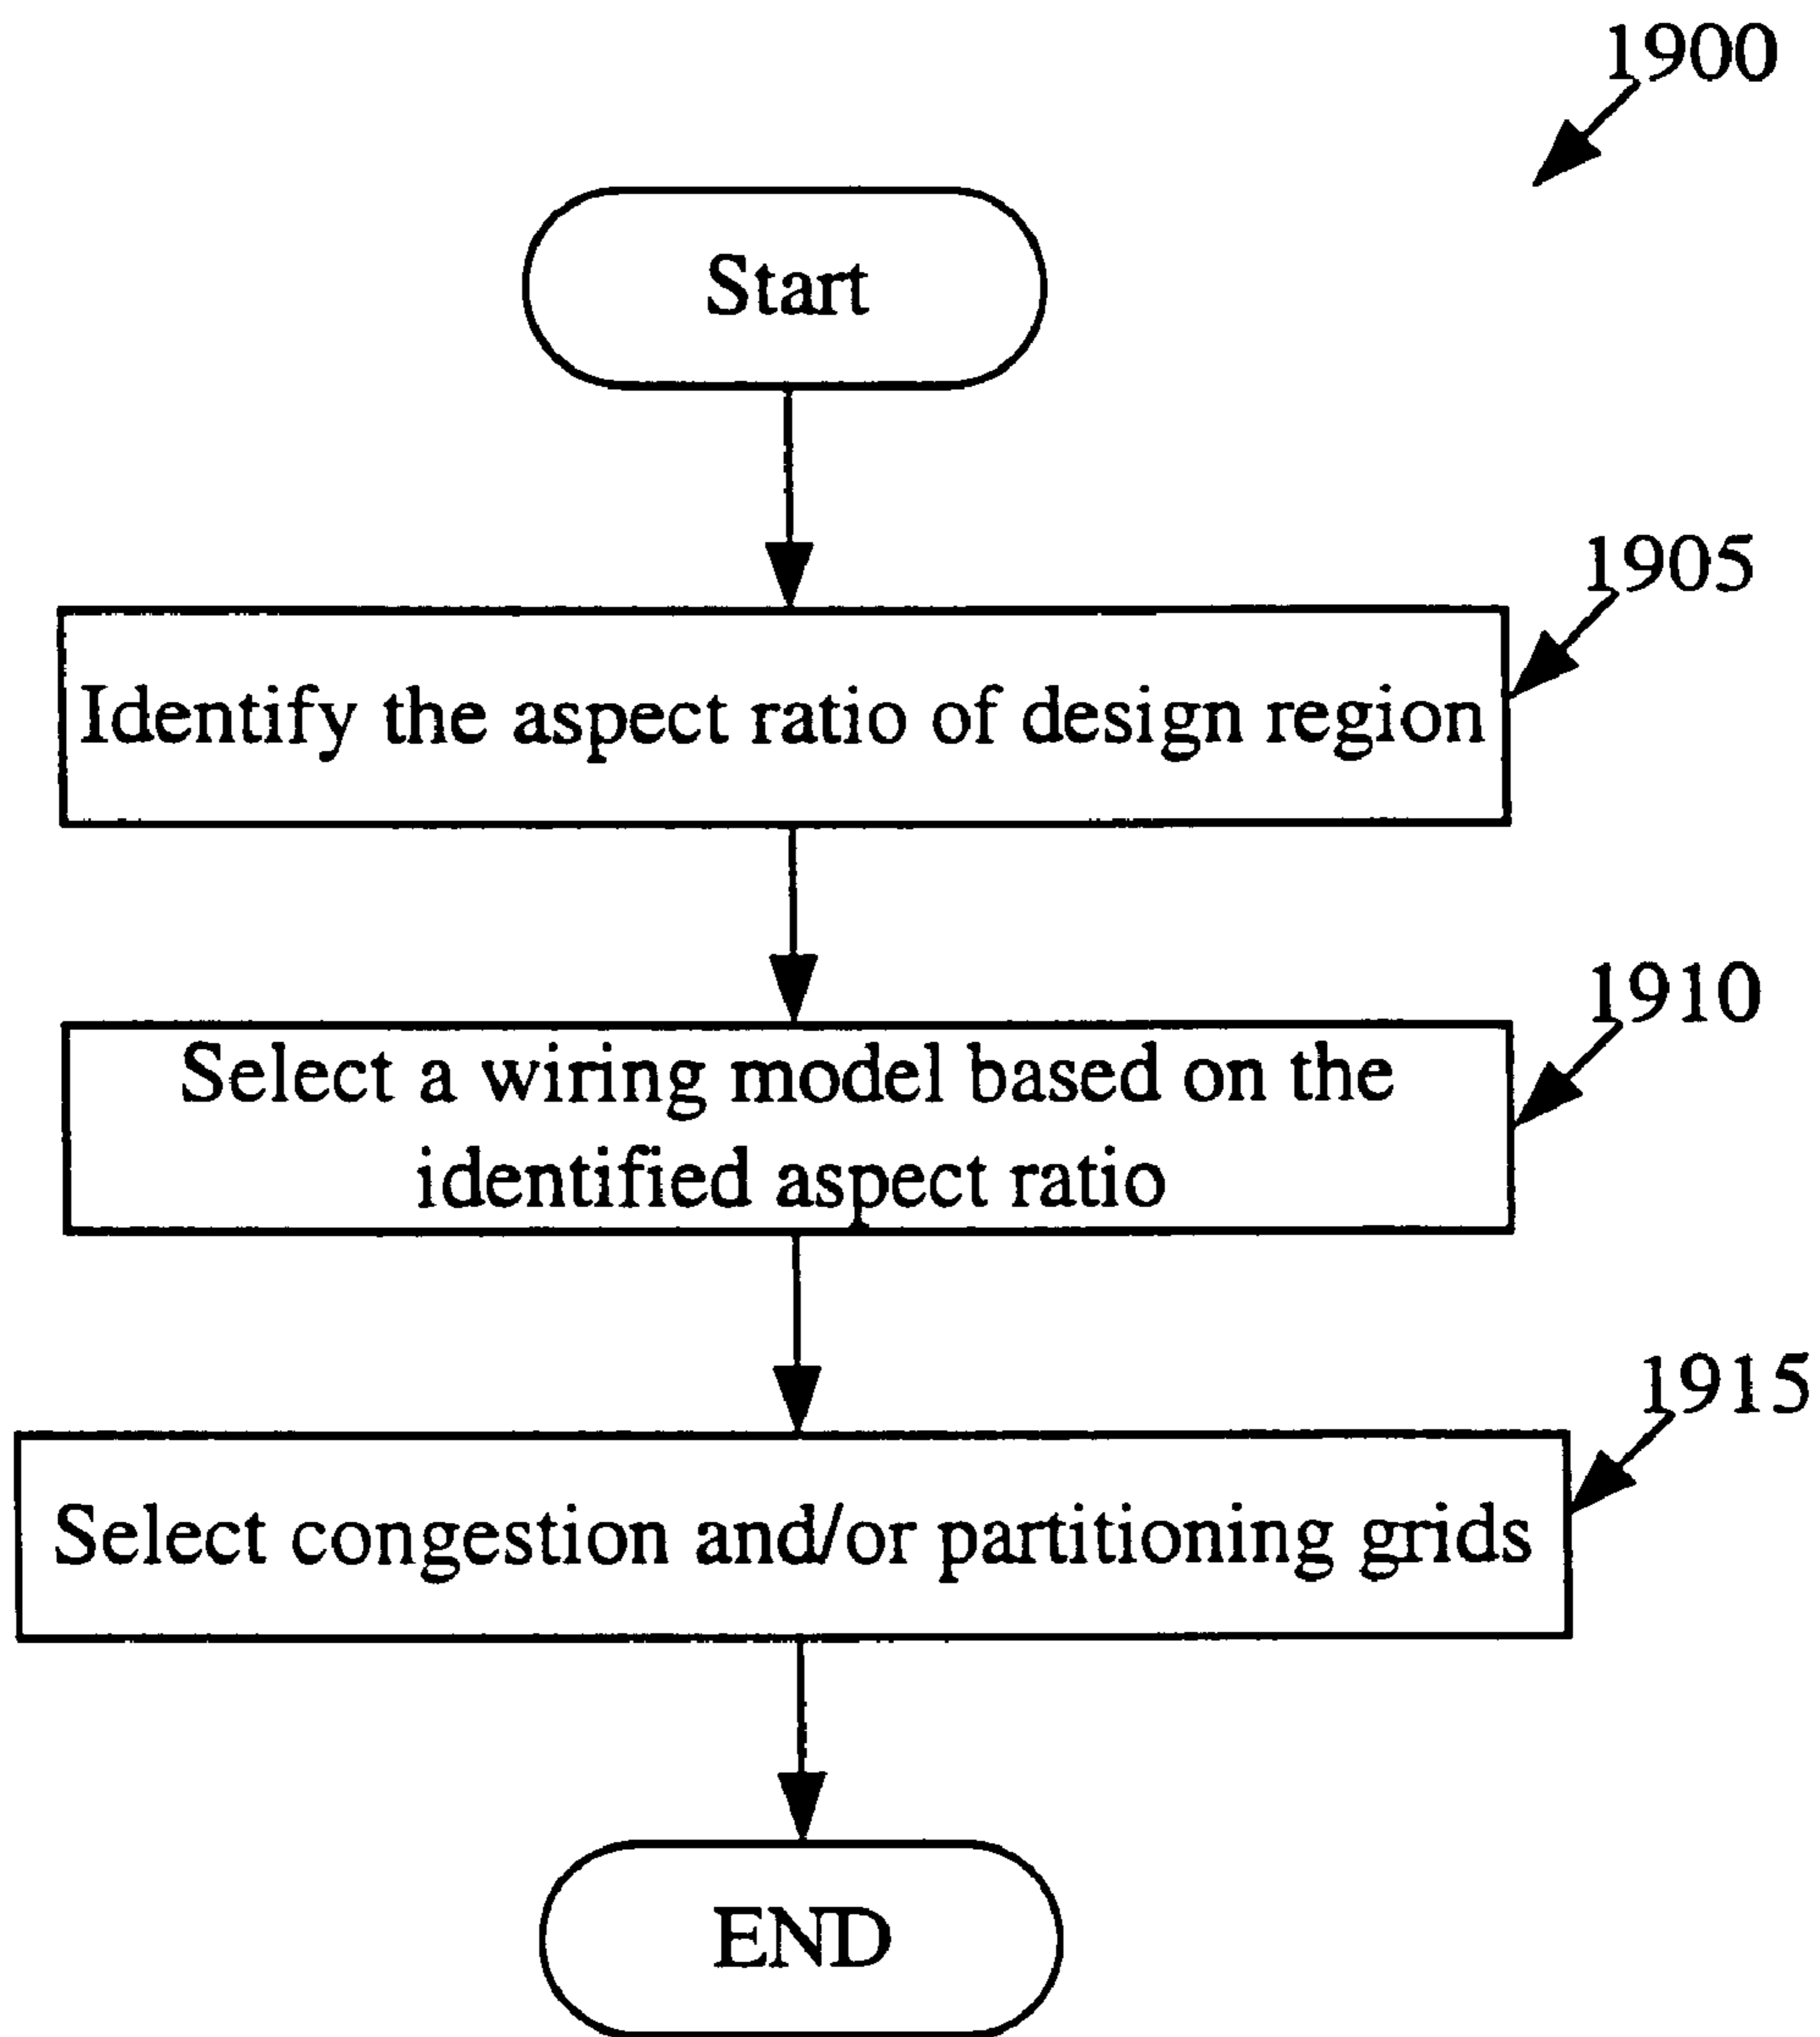 1900
Start
1905
Identify the aspect ratio of design region
1910
Select a wiring model based on the
identified aspect ratio
1915
Select congestion and/or partitioning grids
END